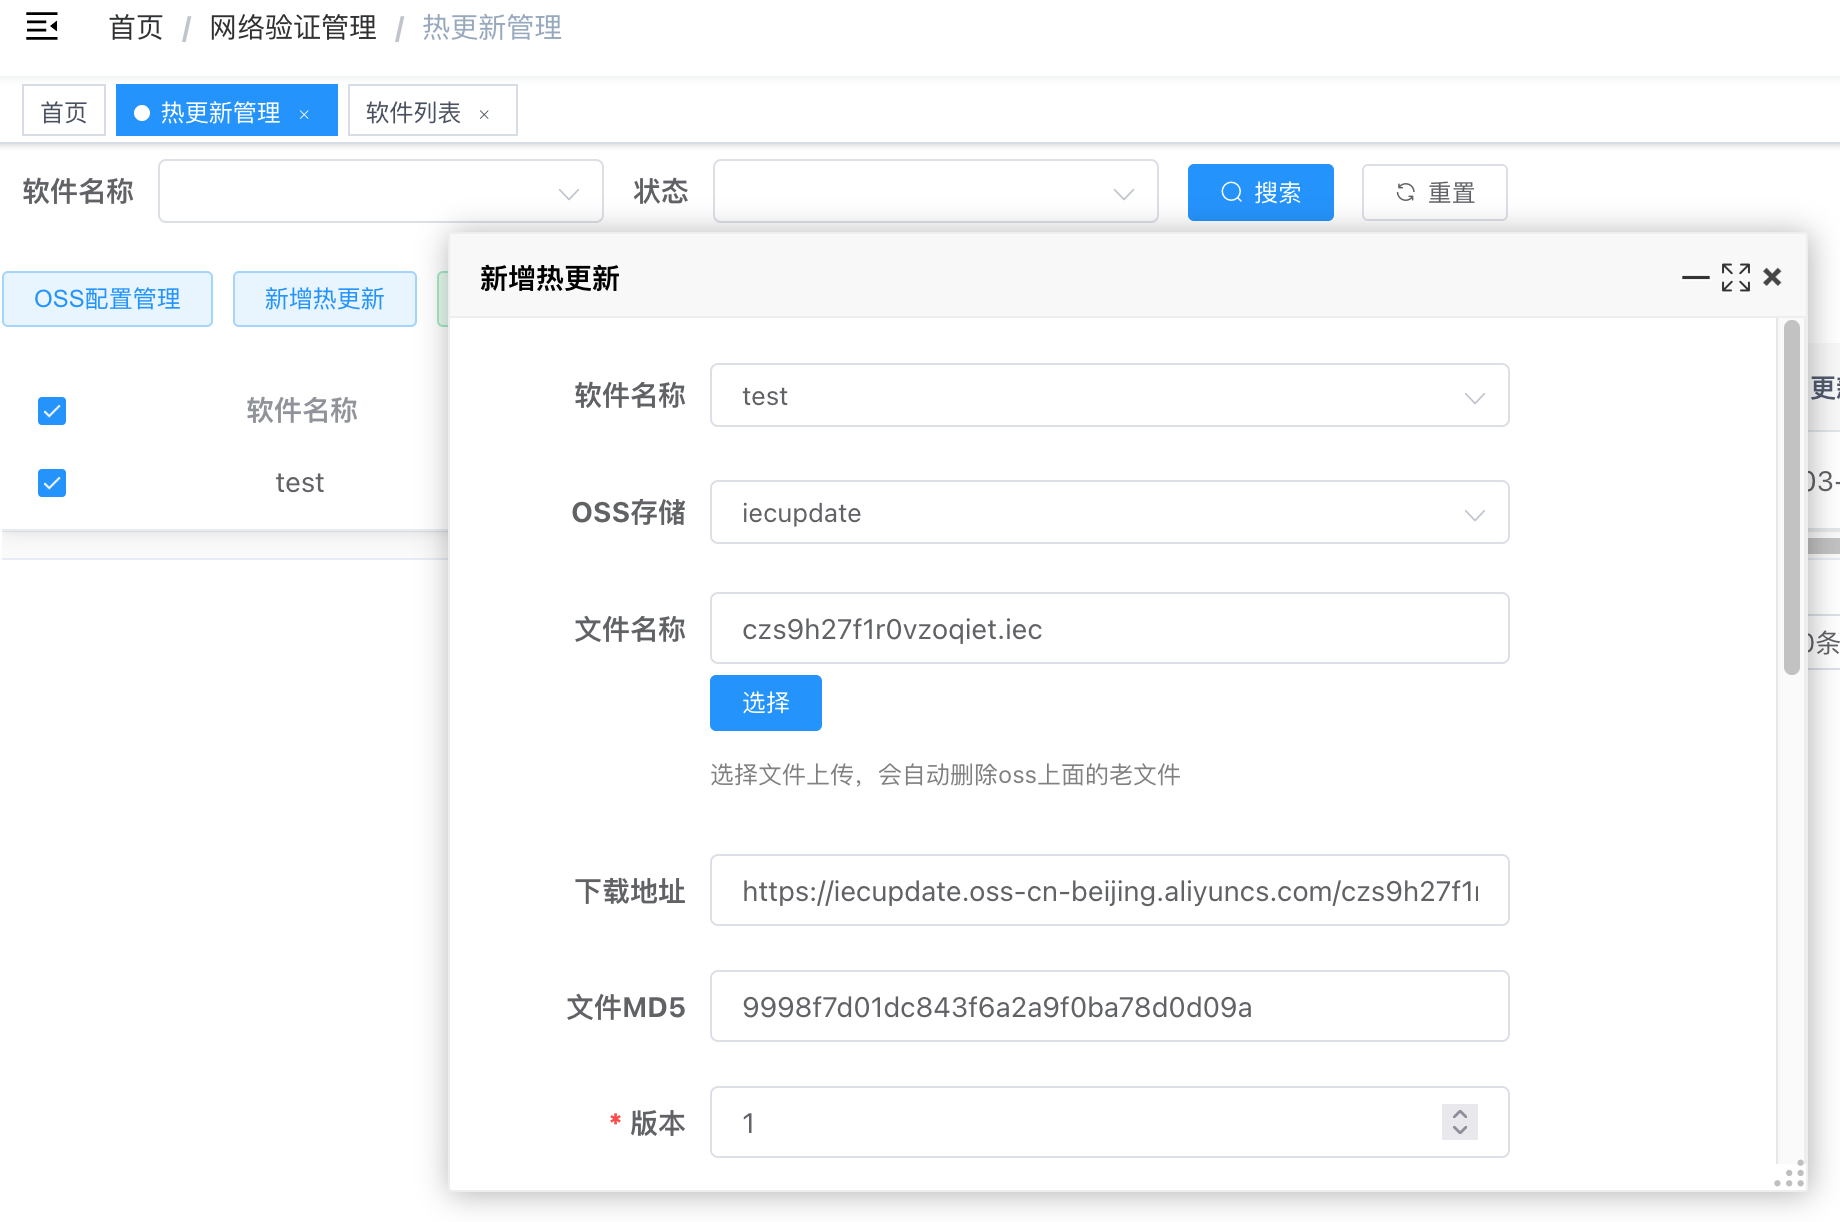 首页 / 网络验证管理 / 热更新管理
首页
热更新管理 ×
软件列表 ×
软件名称
状态
搜索
重置
OSS配置管理
新增热更新
软件名称
test
新增热更新
软件名称
test
OSS存储
iecupdate
文件名称
czs9h27f1r0vzoqiet.iec
选择
选择文件上传，会自动删除oss上面的老文件
下载地址
https://iecupdate.oss-cn-beijing.aliyuncs.com/czs9h27f1r
文件MD5
9998f7d01dc843f6a2a9f0ba78d0d09a
* 版本
1
更新
03-
0条